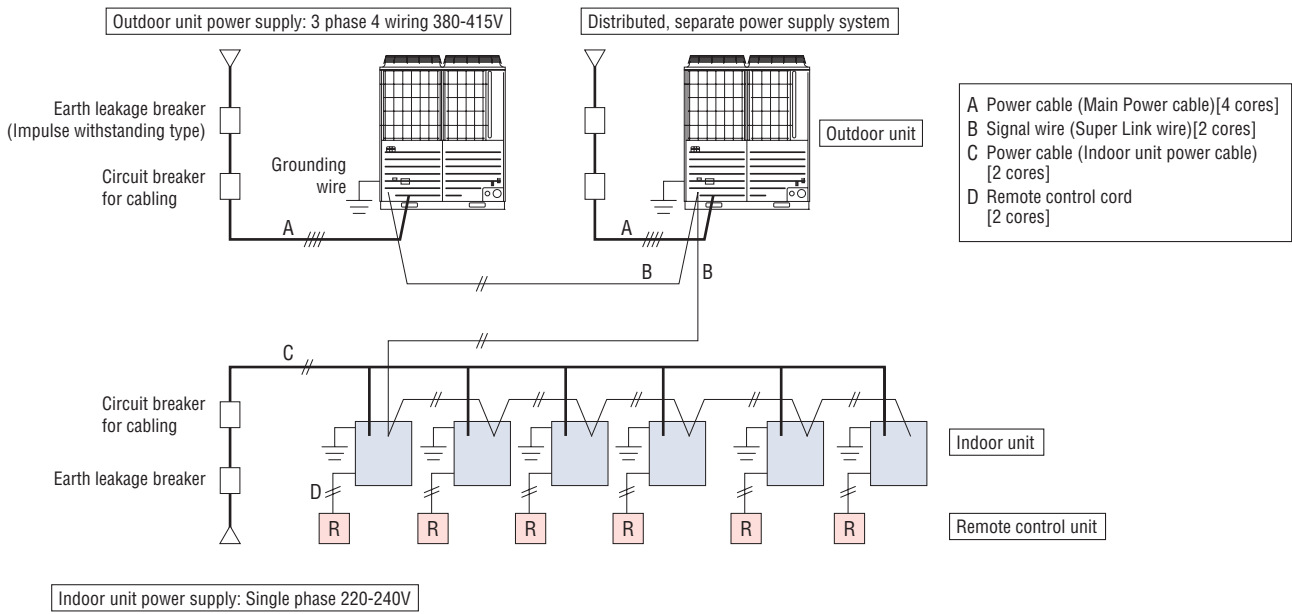 Outdoor unit power supply: 3 phase 4 wiring 380-415V
Distributed, separate power supply system
Earth leakage breaker
(Impulse withstanding type)
Circuit breaker
for cabling
Grounding
wire
Outdoor unit
A Power cable (Main Power cable)[4 cores]
B Signal wire (Super Link wire)[2 cores]
C Power cable (Indoor unit power cable)
[2 cores]
D Remote control cord
[2 cores]
A
A
B
B
C
Circuit breaker
for cabling
Earth leakage breaker
Indoor unit
D
R
R
R
R
R
R
Remote control unit
Indoor unit power supply: Single phase 220-240V